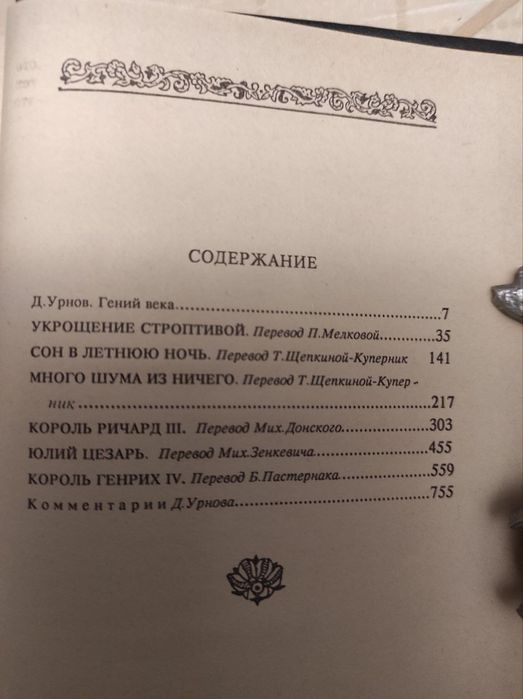 СОДЕРЖАНИЕ
Д.Урнов. Гений века....................................................7
УКРОЩЕНИЕ СТРОПТИВОЙ. Перевод П.Мелковой..........35
СОН В ЛЕТНЮЮ НОЧЬ. Перевод Т.Щепкиной-Куперник 141
МНОГО ШУМА ИЗ НИЧЕГО. Перевод Т.Щепкиной-Купер-
ник.................................................................217
КОРОЛЬ РИЧАРД III. Перевод Мих.Донского.................303
ЮЛИЙ ЦЕЗАРЬ. Перевод Мих.Зенкевича......................455
КОРОЛЬ ГЕНРИХ IV. Перевод Б.Пастернака..................559
Комментарии Д.Урнова..............................................755